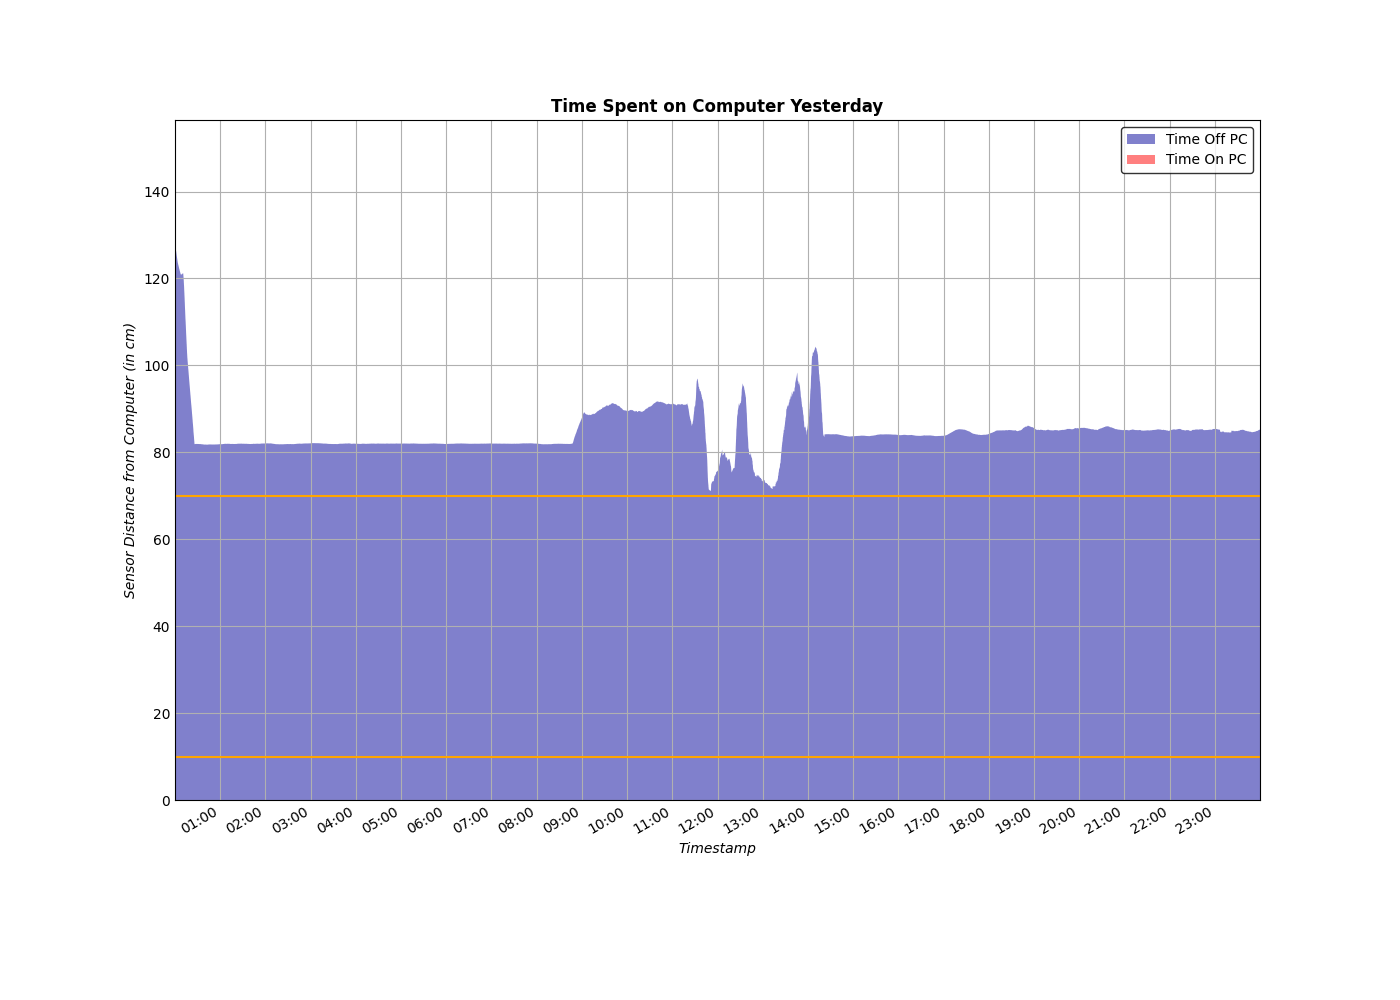 Time Spent on Computer Yesterday
Time Off PC
Time On PC
Sensor Distance from Computer (in cm)
140
120
100
80
60
40
20
0
01:00 02:00 03:00 04:00 05:00 06:00 07:00 08:00 09:00 10:00 11:00 12:00 13:00 14:00 15:00 16:00 17:00 18:00 19:00 20:00 21:00 22:00 23:00
Timestamp